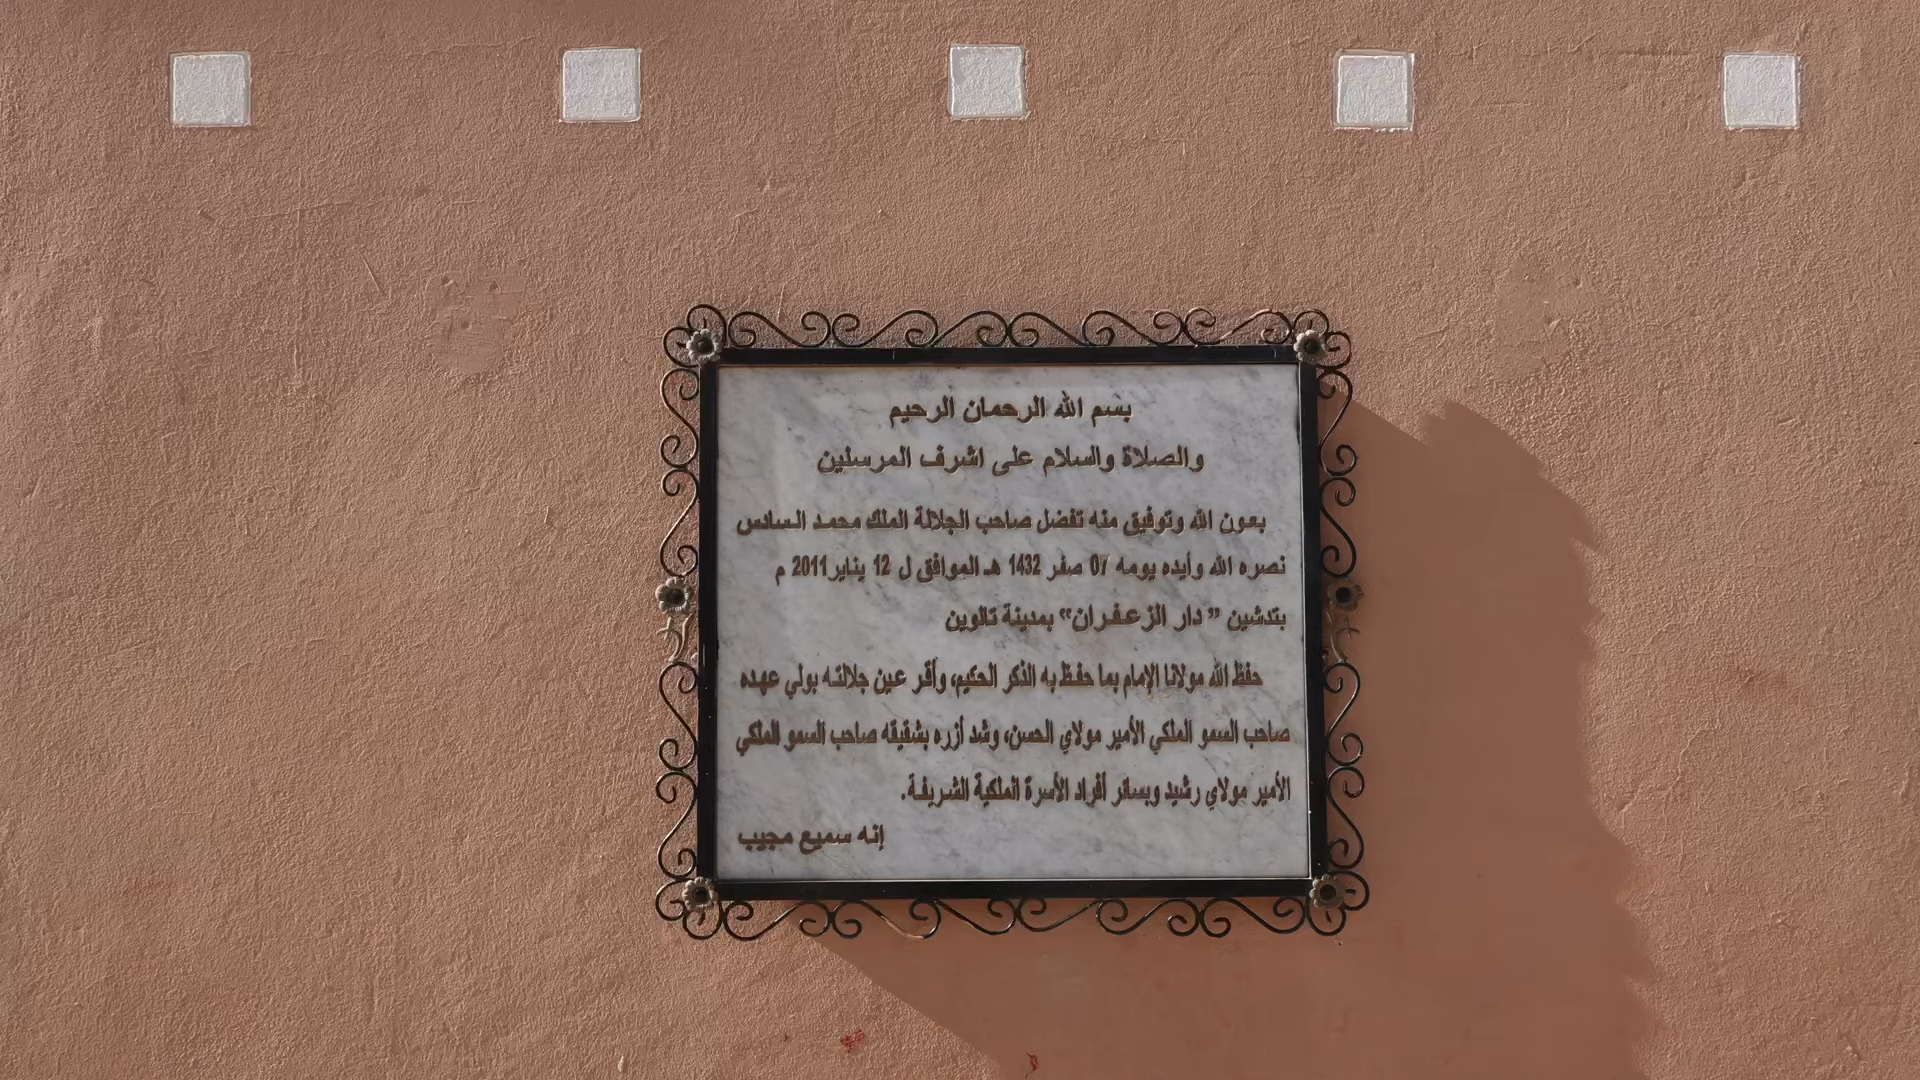 بسم الله الرحمان الرحيم
والصلاة والسلام على اشرف المرسلين
بعون الله وتوفيق منه تفضل صاحب الجلالة الملك محمد السادس
نصره الله وأيده يومه 07 صفر 1432 هـ الموافق ل 12 يناير2011 م
بتدشين ” دار الزعفران“ بمدينة تالوين
حفظ الله مولانا الإمام بما حفظ به الذكر الحكيم، وأقر عين جلالته بولي عهده
صاحب السمو الملكي الأمير مولاي الحسن، وشد أزره بشقيقه صاحب السمو الملكي
الأمير مولاي رشيد وبسائر أفراد الأسرة الملكية الشريفة.
إنه سميع مجيب